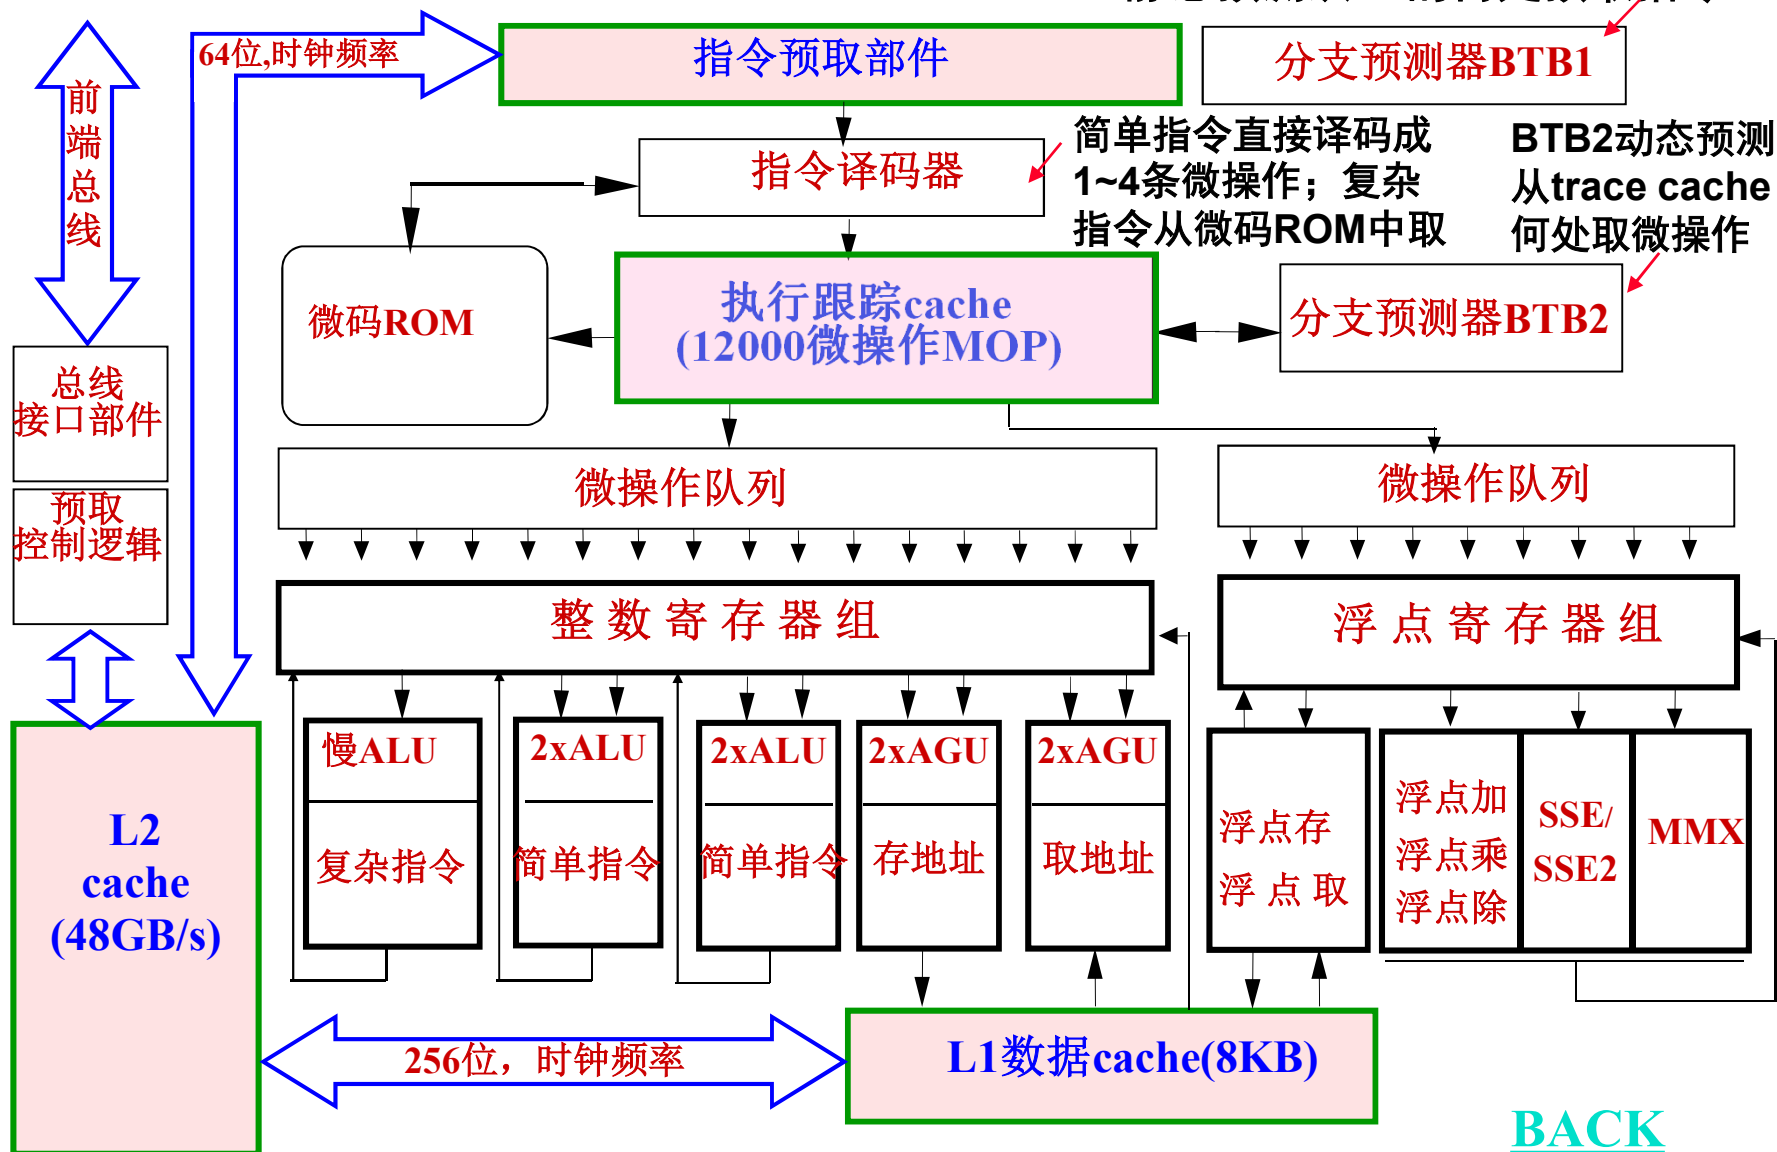 64位,时钟频率
指令预取部件
分支预测器BTB1
前
端
总
线
简单指令直接译码成
1~4条微操作；复杂
指令从微码ROM中取
BTB2动态预测
从trace cache
何处取微操作
指令译码器
微码ROM
执行跟踪cache
(12000微操作MOP)
分支预测器BTB2
总线
接口部件
预取
控制逻辑
微操作队列
微操作队列
整 数 寄 存 器 组
浮 点 寄 存 器 组
慢ALU
复杂指令
2xALU
简单指令
2xALU
简单指令
2xAGU
存地址
2xAGU
取地址
浮点存
浮 点 取
浮点加
浮点乘
浮点除
SSE/
SSE2
MMX
L2
cache
(48GB/s)
256位，时钟频率
L1数据cache(8KB)
BACK